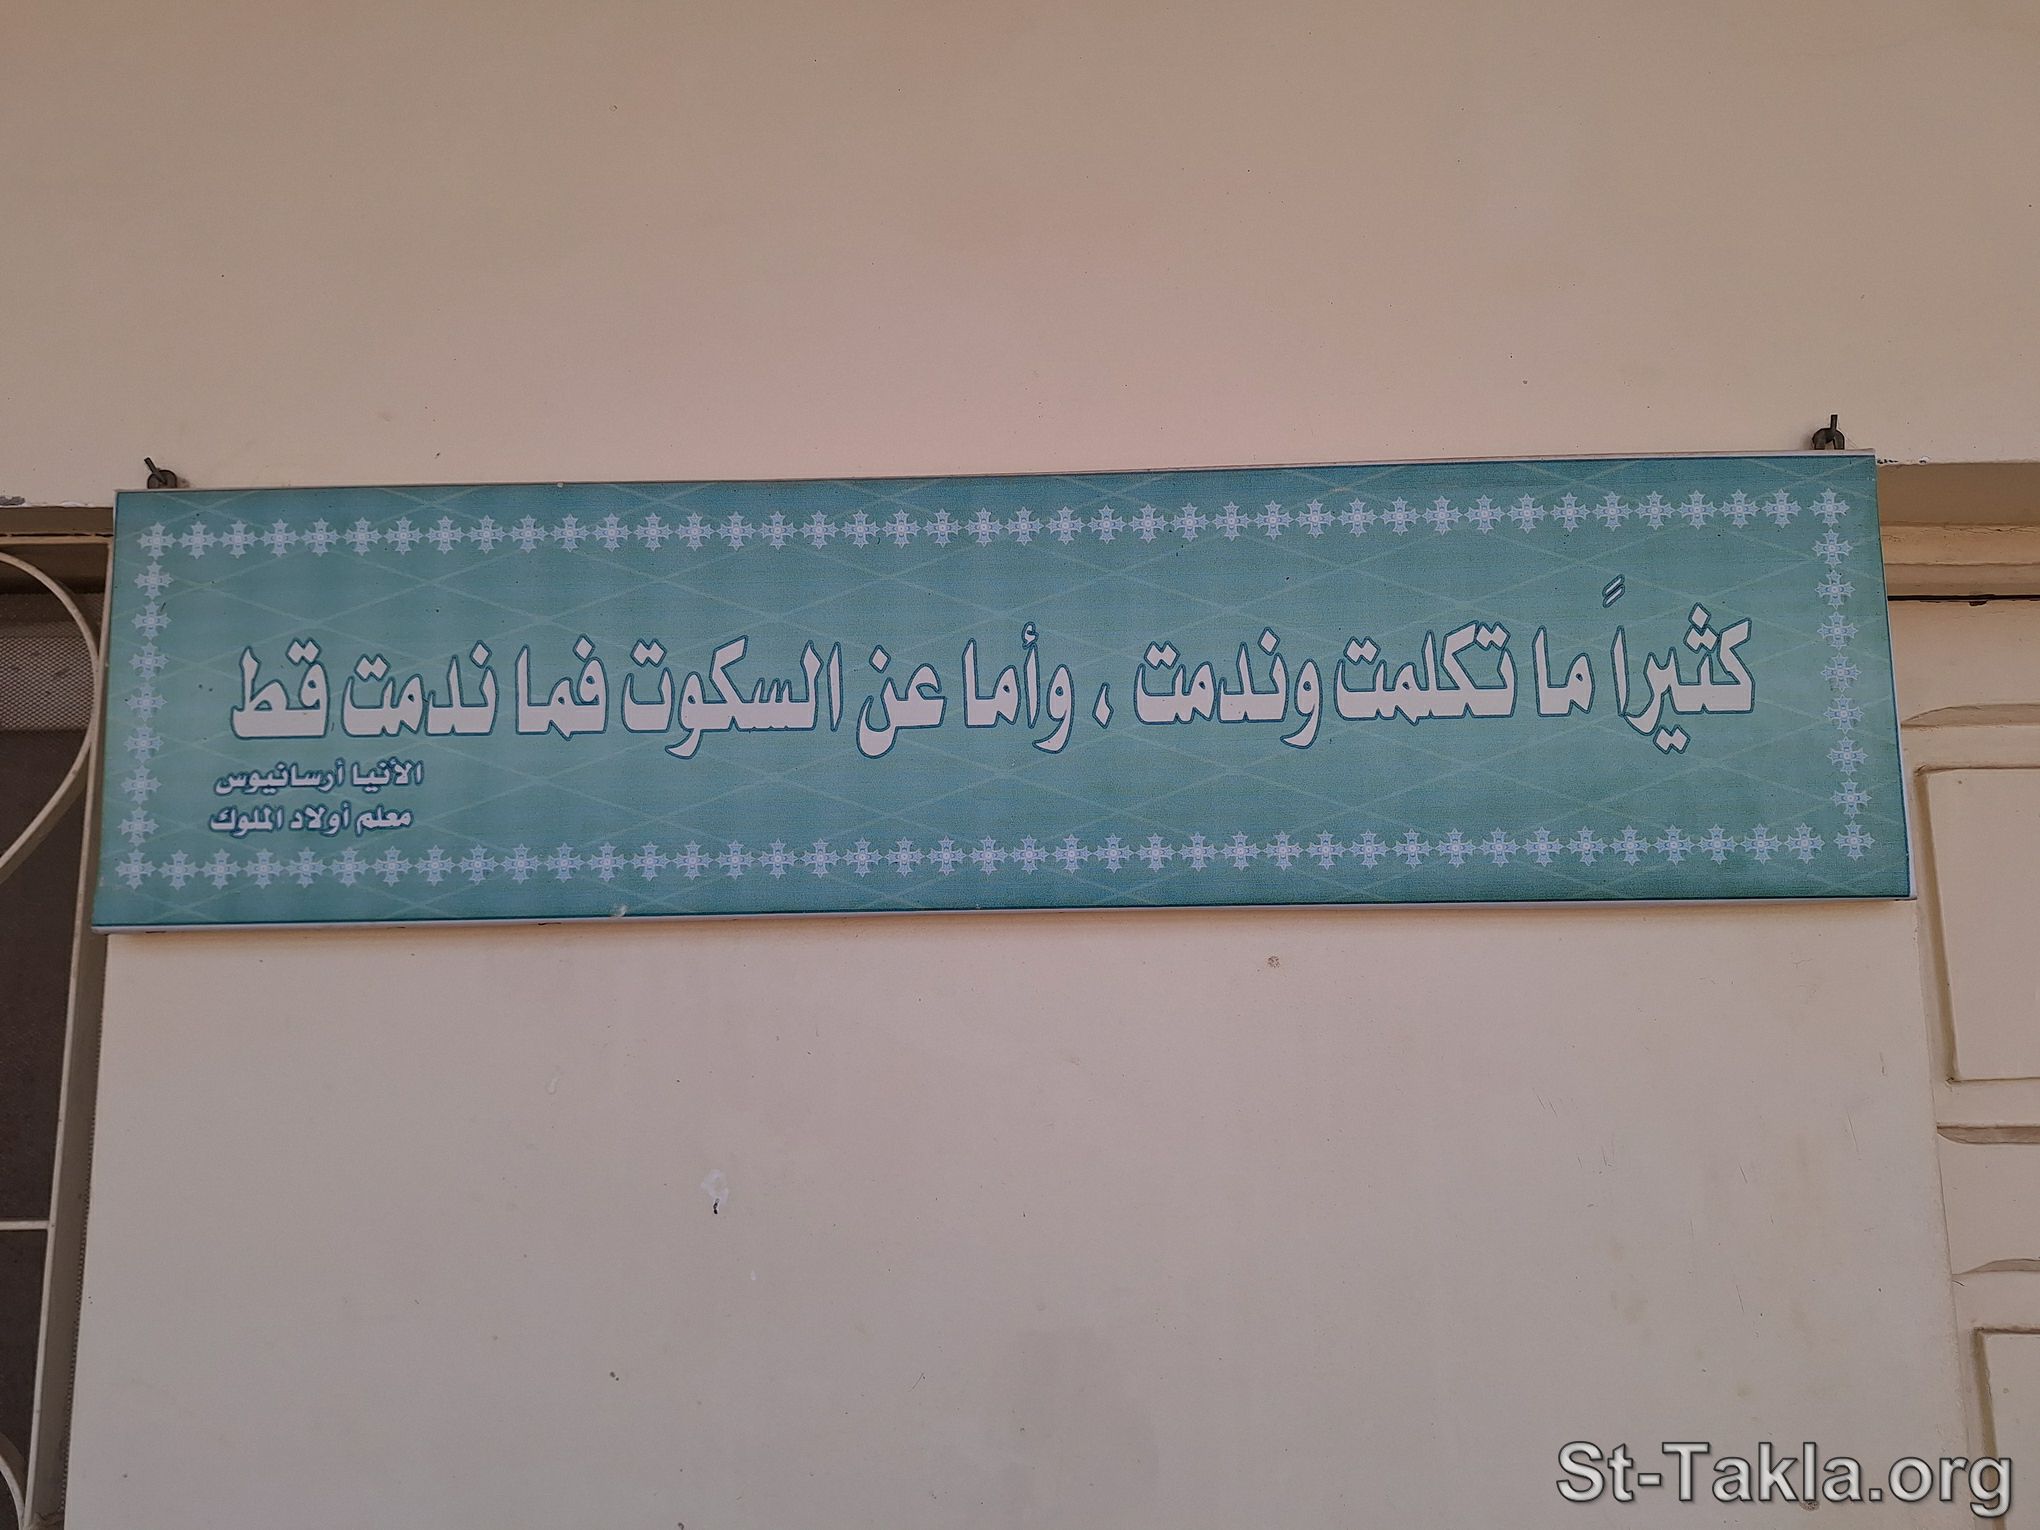 كثيراً ما تكلمت وندمت ، وأما عن السكوت فما ندمت قط
الأنبا أرسانيوس
معلم أولاد الملوك
St-Takla.org